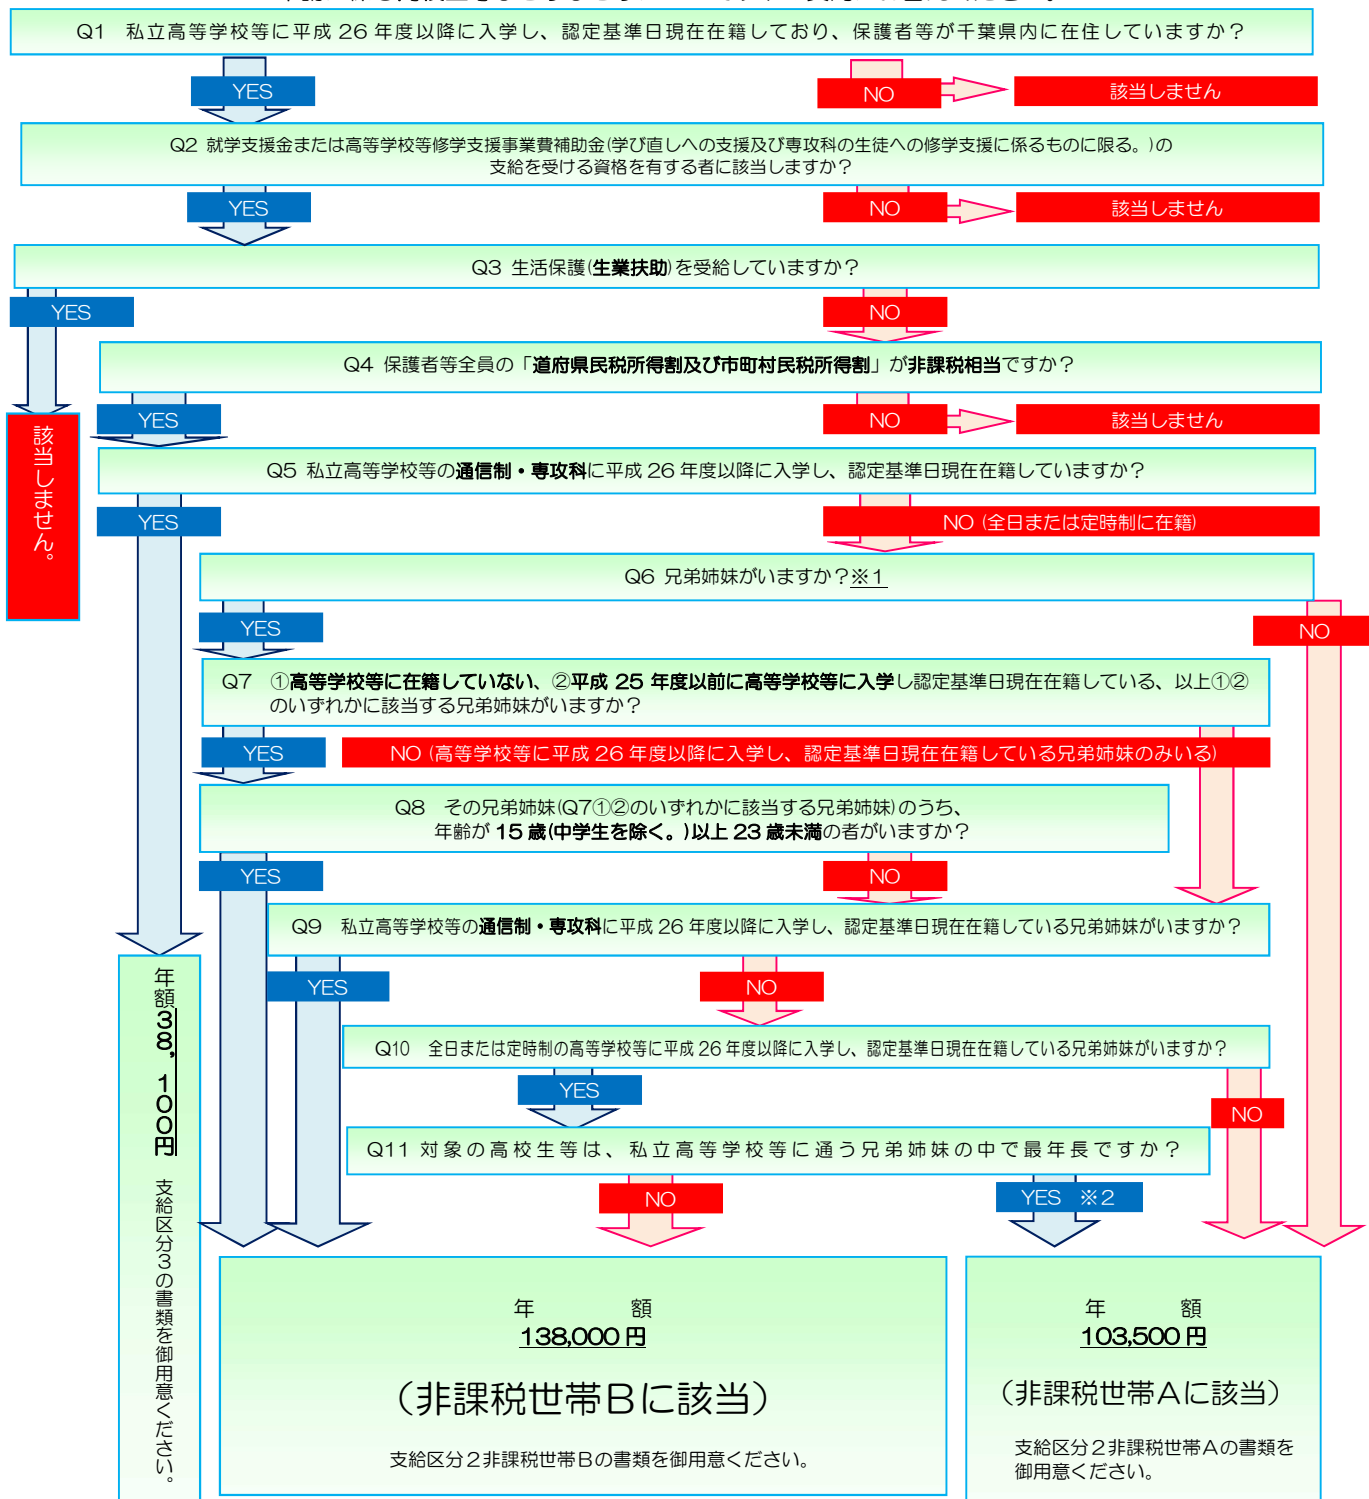 Q1 私立高等学校等に平成 26 年度以降に入学し、認定基準日現在在籍しており、保護者等が千葉県内に在住していますか？
YES
NO
該当しません
Q2 就学支援金または高等学校等修学支援事業費補助金(学び直しへの支援及び専攻科の生徒への修学支援に係るものに限る。)の
支給を受ける資格を有する者に該当しますか？
YES
NO
該当しません
Q3 生活保護(生業扶助)を受給していますか？
YES
NO
Q4 保護者等全員の「道府県民税所得割及び市町村民税所得割」が非課税相当ですか？
YES
NO
該当しません
該当しません。
Q5 私立高等学校等の通信制・専攻科に平成 26 年度以降に入学し、認定基準日現在在籍していますか？
YES
NO (全日または定時制に在籍)
Q6 兄弟姉妹がいますか？※1
YES
NO
Q7 ①高等学校等に在籍していない、②平成 25 年度以前に高等学校等に入学し認定基準日現在在籍している、以上①②
のいずれかに該当する兄弟姉妹がいますか？
YES
NO (高等学校等に平成 26 年度以降に入学し、認定基準日現在在籍している兄弟姉妹のみいる)
Q8 その兄弟姉妹(Q7①②のいずれかに該当する兄弟姉妹)のうち、
年齢が 15 歳(中学生を除く。)以上 23 歳未満の者がいますか？
YES
NO
Q9 私立高等学校等の通信制・専攻科に平成 26 年度以降に入学し、認定基準日現在在籍している兄弟姉妹がいますか？
YES
NO
Q10 全日または定時制の高等学校等に平成 26 年度以降に入学し、認定基準日現在在籍している兄弟姉妹がいますか？
YES
NO
Q11 対象の高校生等は、私立高等学校等に通う兄弟姉妹の中で最年長ですか？
NO
YES ※2
年額３８，１００円 支給区分３の書類を御用意ください。
年 額
138,000 円
（非課税世帯Ｂに該当）
支給区分２非課税世帯Ｂの書類を御用意ください。
年 額
103,500 円
（非課税世帯Ａに該当）
支給区分２非課税世帯Ａの書類を
御用意ください。